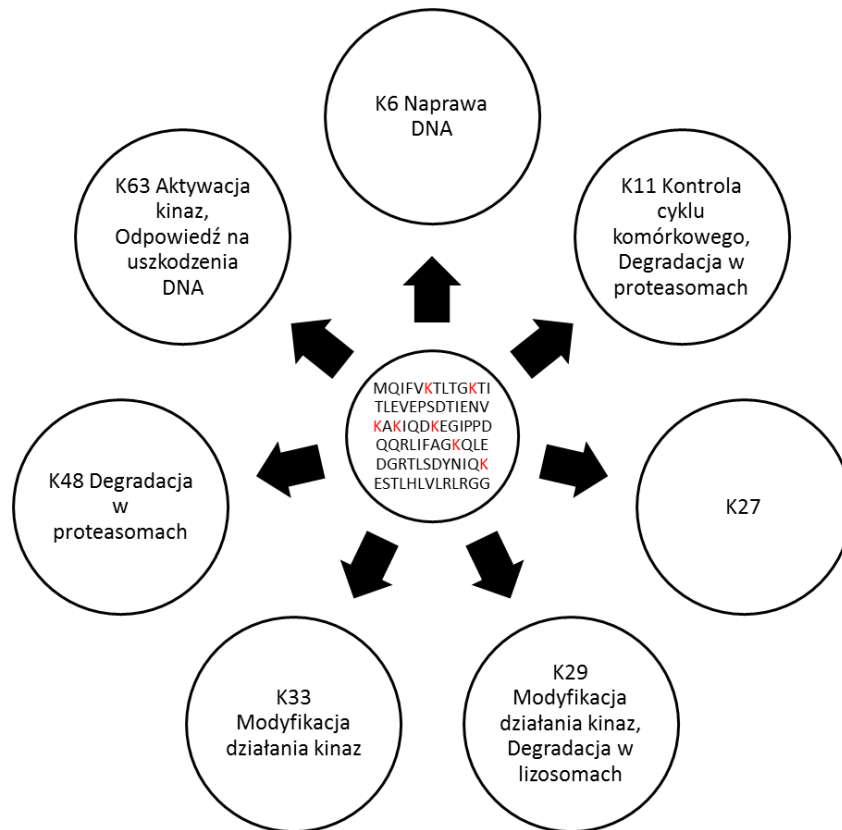 K6 Naprawa
DNA
K11 Kontrola
cyklu
komórkowego,
Degradacja w
proteasomach
K27
K29
Modyfikacja
działania kinaz,
Degradacja w
lizosomach
K33
Modyfikacja
działania kinaz
K48 Degradacja
w
proteasomach
K63 Aktywacja
kinaz,
Odpowiedź na
uszkodzenia
DNA
MQIFVKTLTGKTI
TLEVEPSDTIENV
KAKIQDKEGIPPD
QQRLIFAGKQLE
DGRTLSDYNIQK
ESTLHLVLRLRGG